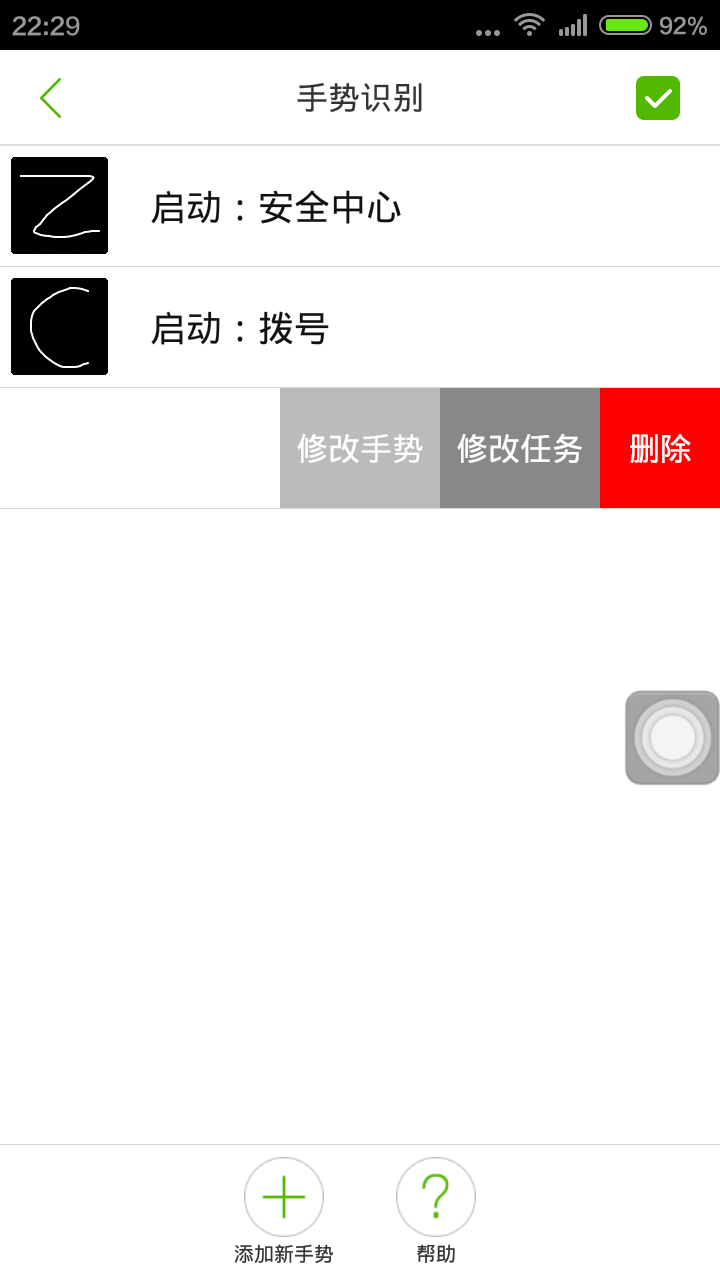 22:29 92%
手势识别
启动：安全中心
启动：拨号
修改手势 修改任务 删除
添加新手势 帮助